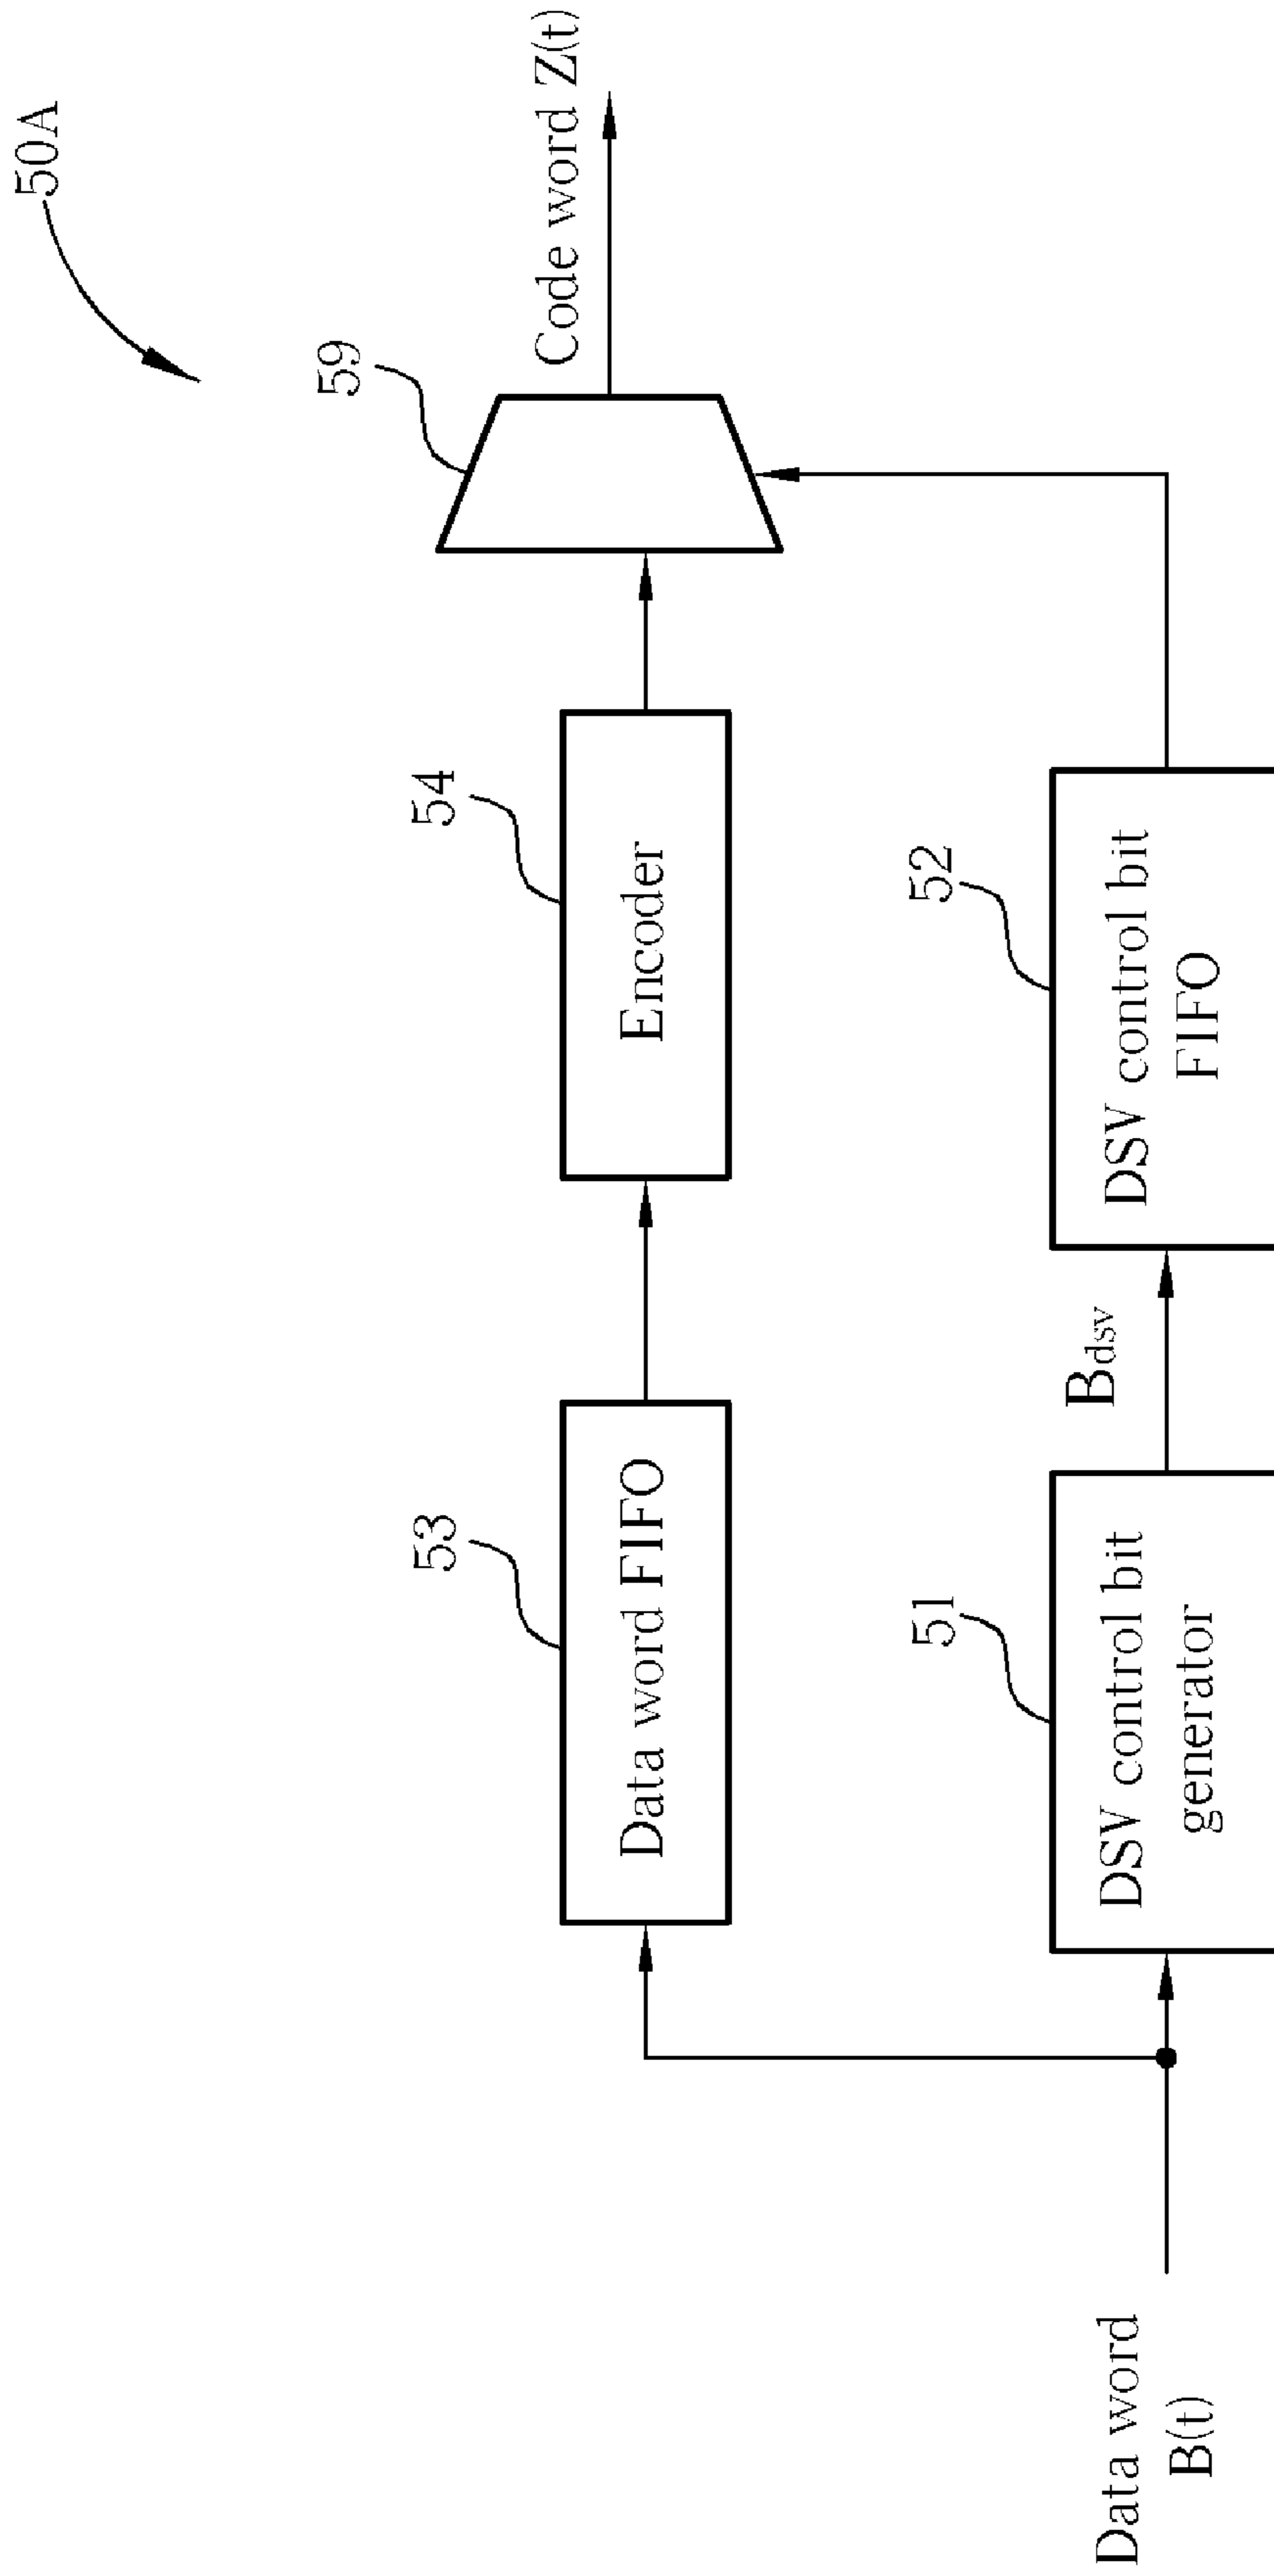 50A
59
Code word Z(t)
54
Encoder
53
Data word FIFO
52
DSV control bit
FIFO
Bdsv
51
DSV control bit
generator
Data word
B(t)